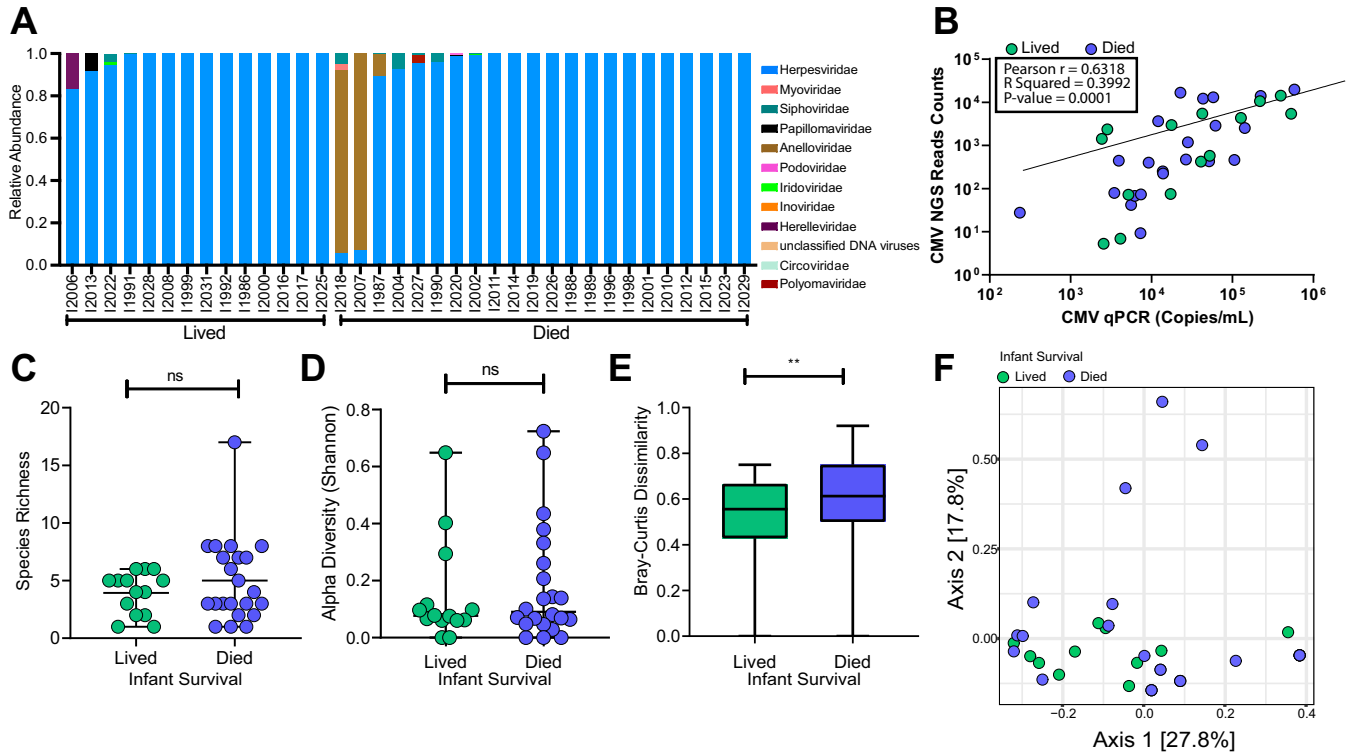 A
Relative Abundance
1.0
0.8
0.6
0.4
0.2
0.0
I2006
I2013
I2022
I1991
I2028
I2008
I1999
I2031
I1992
I1986
I2000
I2016
I2017
I2025
I2018
I2007
I1987
I2004
I2027
I1990
I2020
I2002
I2011
I2014
I2019
I2026
I1988
I1989
I1996
I1998
I2001
I2010
I2012
I2015
I2023
I2029
Lived
Died
Herpesviridae
Myoviridae
Siphoviridae
Papillomaviridae
Anelloviridae
Podoviridae
Iridoviridae
Inoviridae
Herelleviridae
unclassified DNA viruses
Circoviridae
Polyomaviridae
B
Lived Died
Pearson r = 0.6318
R Squared = 0.3992
P-value = 0.0001
CMV NGS Reads Counts
10⁵
10⁴
10³
10²
10¹
10⁰
10² 10³ 10⁴ 10⁵ 10⁶
CMV qPCR (Copies/mL)
C
ns
Species Richness
20
15
10
5
0
Lived Died
Infant Survival
D
ns
Alpha Diversity (Shannon)
0.8
0.6
0.4
0.2
0.0
Lived Died
Infant Survival
E
**
Bray-Curtis Dissimilarity
1.0
0.8
0.6
0.4
0.2
0.0
Lived Died
Infant Survival
F
Infant Survival
Lived Died
Axis 2 [17.8%]
0.50
0.25
0.00
−0.2 0.0 0.2 0.4
Axis 1 [27.8%]